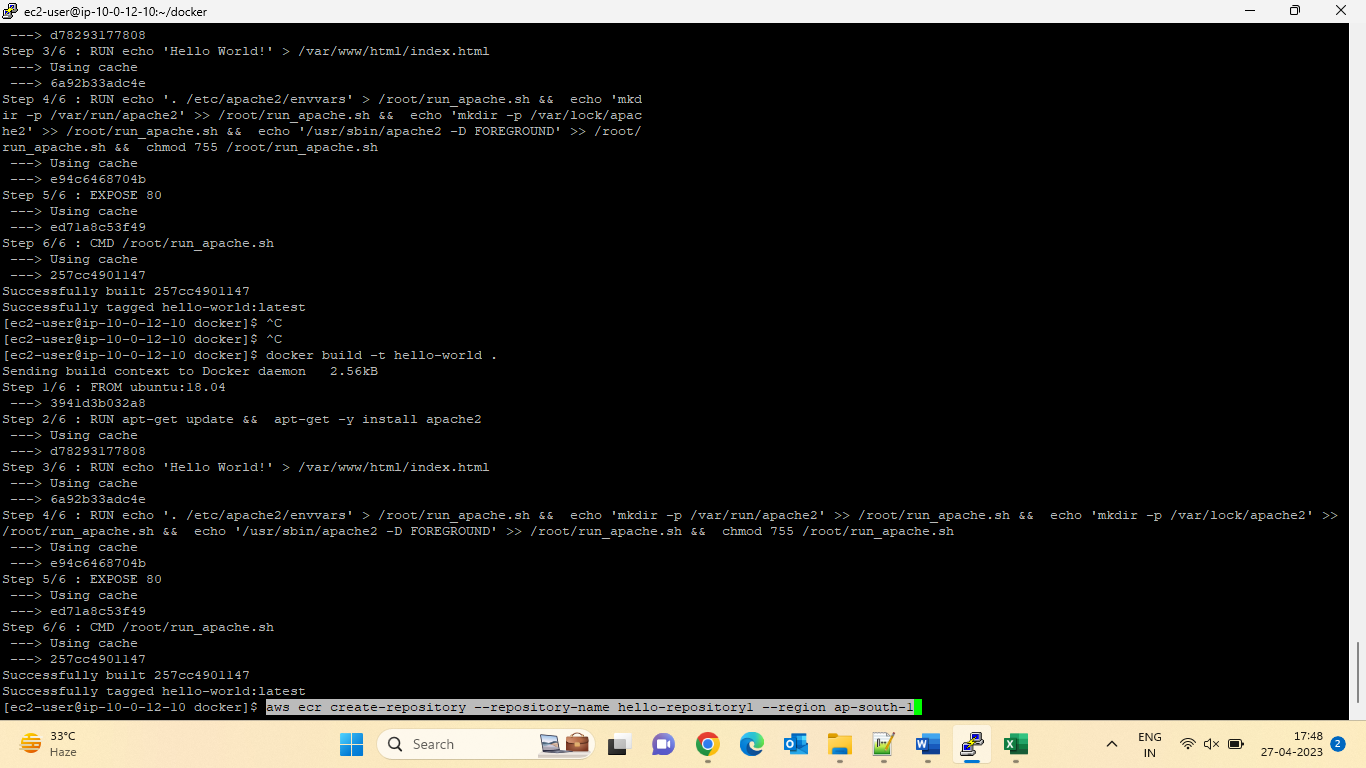 ec2-user@ip-10-0-12-10:~/docker
---> d78293177808
Step 3/6 : RUN echo 'Hello World!' > /var/www/html/index.html
---> Using cache
---> 6a92b33adc4e
Step 4/6 : RUN echo '. /etc/apache2/envvars' > /root/run_apache.sh &&  echo 'mkd
ir -p /var/run/apache2' >> /root/run_apache.sh &&  echo 'mkdir -p /var/lock/apac
he2' >> /root/run_apache.sh &&  echo '/usr/sbin/apache2 -D FOREGROUND' >> /root/
run_apache.sh &&  chmod 755 /root/run_apache.sh
---> Using cache
---> e94c6468704b
Step 5/6 : EXPOSE 80
---> Using cache
---> ed71a8c53f49
Step 6/6 : CMD /root/run_apache.sh
---> Using cache
---> 257cc4901147
Successfully built 257cc4901147
Successfully tagged hello-world:latest
[ec2-user@ip-10-0-12-10 docker]$ ^C
[ec2-user@ip-10-0-12-10 docker]$ ^C
[ec2-user@ip-10-0-12-10 docker]$ docker build -t hello-world .
Sending build context to Docker daemon   2.56kB
Step 1/6 : FROM ubuntu:18.04
---> 3941d3b032a8
Step 2/6 : RUN apt-get update &&  apt-get -y install apache2
---> Using cache
---> d78293177808
Step 3/6 : RUN echo 'Hello World!' > /var/www/html/index.html
---> Using cache
---> 6a92b33adc4e
Step 4/6 : RUN echo '. /etc/apache2/envvars' > /root/run_apache.sh &&  echo 'mkdir -p /var/run/apache2' >> /root/run_apache.sh &&  echo 'mkdir -p /var/lock/apache2' >>
/root/run_apache.sh &&  echo '/usr/sbin/apache2 -D FOREGROUND' >> /root/run_apache.sh &&  chmod 755 /root/run_apache.sh
---> Using cache
---> e94c6468704b
Step 5/6 : EXPOSE 80
---> Using cache
---> ed71a8c53f49
Step 6/6 : CMD /root/run_apache.sh
---> Using cache
---> 257cc4901147
Successfully built 257cc4901147
Successfully tagged hello-world:latest
[ec2-user@ip-10-0-12-10 docker]$ aws ecr create-repository --repository-name hello-repository1 --region ap-south-1
33°C
Haze
Search
ENG
IN
17:48
27-04-2023
2